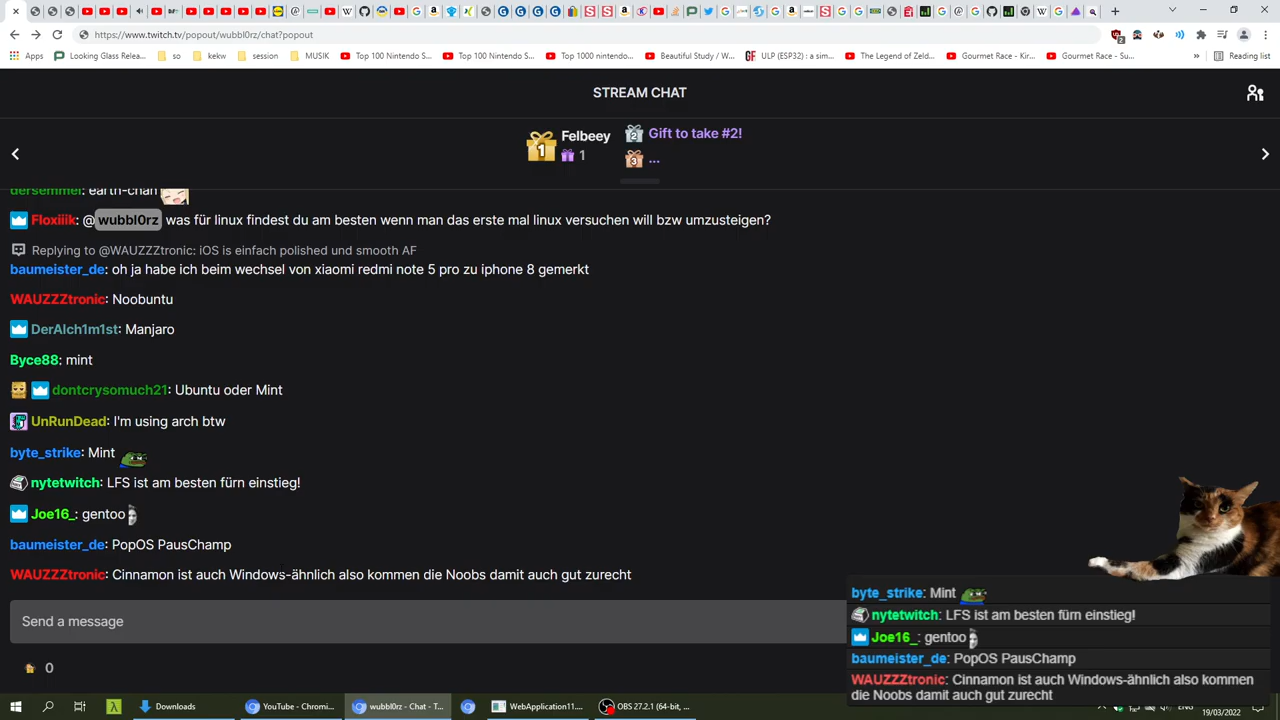 https://www.twitch.tv/popout/wubbl0rz/chat?popout
Apps
Looking Glass Relea...
so
kekw
session
MUSIK
Top 100 Nintendo S...
Top 100 Nintendo S...
Top 1000 nintendo...
Beautiful Study / W...
ULP (ESP32) : a sim...
The Legend of Zeld...
Gourmet Race - Kir...
Gourmet Race - Su...
»
Reading list
STREAM CHAT
1
Felbeey
1
2
Gift to take #2!
3
...
dersemmel: earth-chan
Floxiiik: @wubbl0rz was für linux findest du am besten wenn man das erste mal linux versuchen will bzw umzusteigen?
Replying to @WAUZZZtronic: iOS is einfach polished und smooth AF
baumeister_de: oh ja habe ich beim wechsel von xiaomi redmi note 5 pro zu iphone 8 gemerkt
WAUZZZtronic: Noobuntu
DerAlch1m1st: Manjaro
Byce88: mint
dontcrysomuch21: Ubuntu oder Mint
UnRunDead: I'm using arch btw
byte_strike: Mint
nytetwitch: LFS ist am besten fürn einstieg!
Joe16_: gentoo
baumeister_de: PopOS PausChamp
WAUZZZtronic: Cinnamon ist auch Windows-ähnlich also kommen die Noobs damit auch gut zurecht
Send a message
0
byte_strike: Mint
nytetwitch: LFS ist am besten fürn einstieg!
Joe16_: gentoo
baumeister_de: PopOS PausChamp
WAUZZZtronic: Cinnamon ist auch Windows-ähnlich also kommen
die Noobs damit auch gut zurecht
Downloads
YouTube - Chromi...
wubbl0rz - Chat - T...
WebApplication11...
OBS 27.2.1 (64-bit, ...
19/03/2022